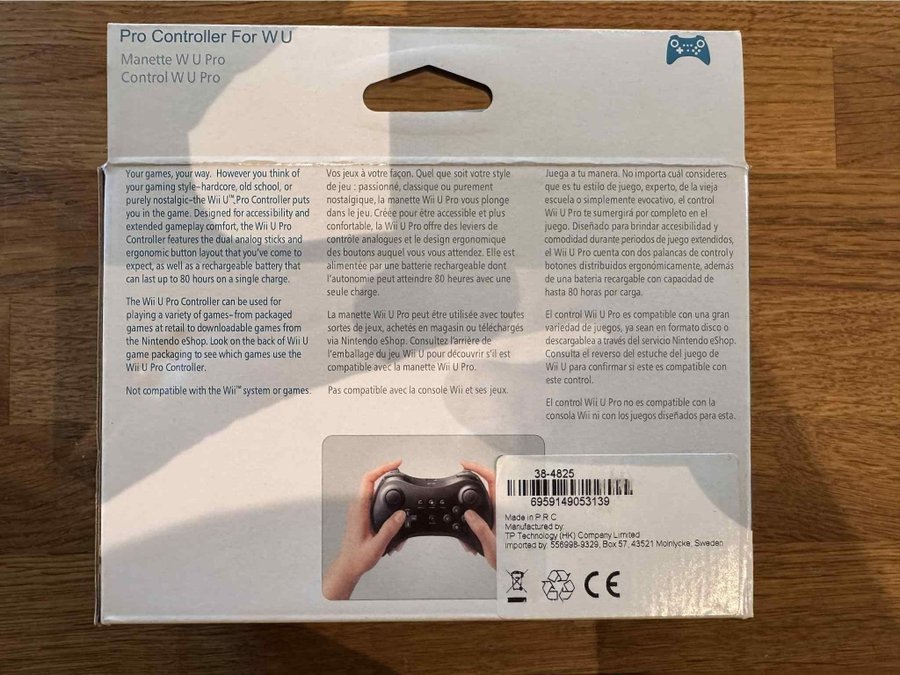 Pro Controller For W U
Manette W U Pro
Control W U Pro
Your games, your way. However you think of
your gaming style–hardcore, old school, or
purely nostalgic–the Wii U™ Pro Controller puts
you in the game. Designed for accessibility and
extended gameplay comfort, the Wii U Pro
Controller features the dual analog sticks and
ergonomic button layout that you've come to
expect, as well as a rechargeable battery that
can last up to 80 hours on a single charge.
The Wii U Pro Controller can be used for
playing a variety of games–from packaged
games at retail to downloadable games from
the Nintendo eShop. Look on the back of Wii U
game packaging to see which games use the
Wii U Pro Controller.
Not compatible with the Wii™ system or games.
Vos jeux à votre façon. Quel que soit votre style
de jeu : passionné, classique ou purement
nostalgique, la manette Wii U Pro vous plonge
dans le jeu. Créée pour être accessible et plus
confortable, la Wii U Pro offre des leviers de
contrôle analogues et le design ergonomique
des boutons auquel vous vous attendez. Elle est
alimentée par une batterie rechargeable dont
l'autonomie peut atteindre 80 heures avec une
seule charge.
La manette Wii U Pro peut être utilisée avec toutes
sortes de jeux, achetés en magasin ou téléchargés
via Nintendo eShop. Consultez l'arrière de
l'emballage du jeu Wii U pour découvrir s'il est
compatible avec la manette Wii U Pro.
Pas compatible avec la console Wii et ses jeux.
Juega a tu manera. No importa cuál consideres
que es tu estilo de juego, experto, de la vieja
escuela o simplemente evocativo, el control
Wii U Pro te sumergirá por completo en el
juego. Diseñado para brindar accesibilidad y
comodidad durante periodos de juego extendidos,
el Wii U Pro cuenta con dos palancas de control y
botones distribuidos ergonómicamente, además
de una batería recargable con capacidad de
hasta 80 horas por carga.
El control Wii U Pro es compatible con una gran
variedad de juegos, ya sean en formato disco o
descargables a través del servicio Nintendo eShop.
Consulta el reverso del estuche del juego de
Wii U para confirmar si este es compatible con
este control.
El control Wii U Pro no es compatible con la
consola Wii ni con los juegos diseñados para esta.
38-4825
6959149053139
Made in P R C
Manufactured by:
TP Technology (HK) Company Limited
Imported by: 556998-9329, Box 57, 43521 Molnlycke, Sweden
CE